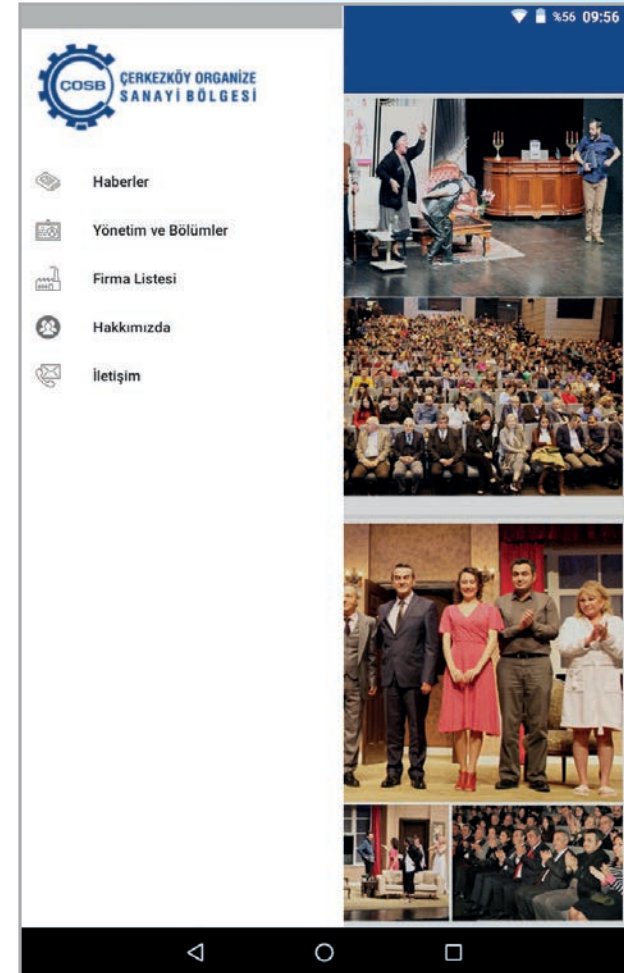 %56 09:56
COSB
ÇERKEZKÖY ORGANİZE
SANAYİ BÖLGESİ
Haberler
Yönetim ve Bölümler
Firma Listesi
Hakkımızda
İletişim